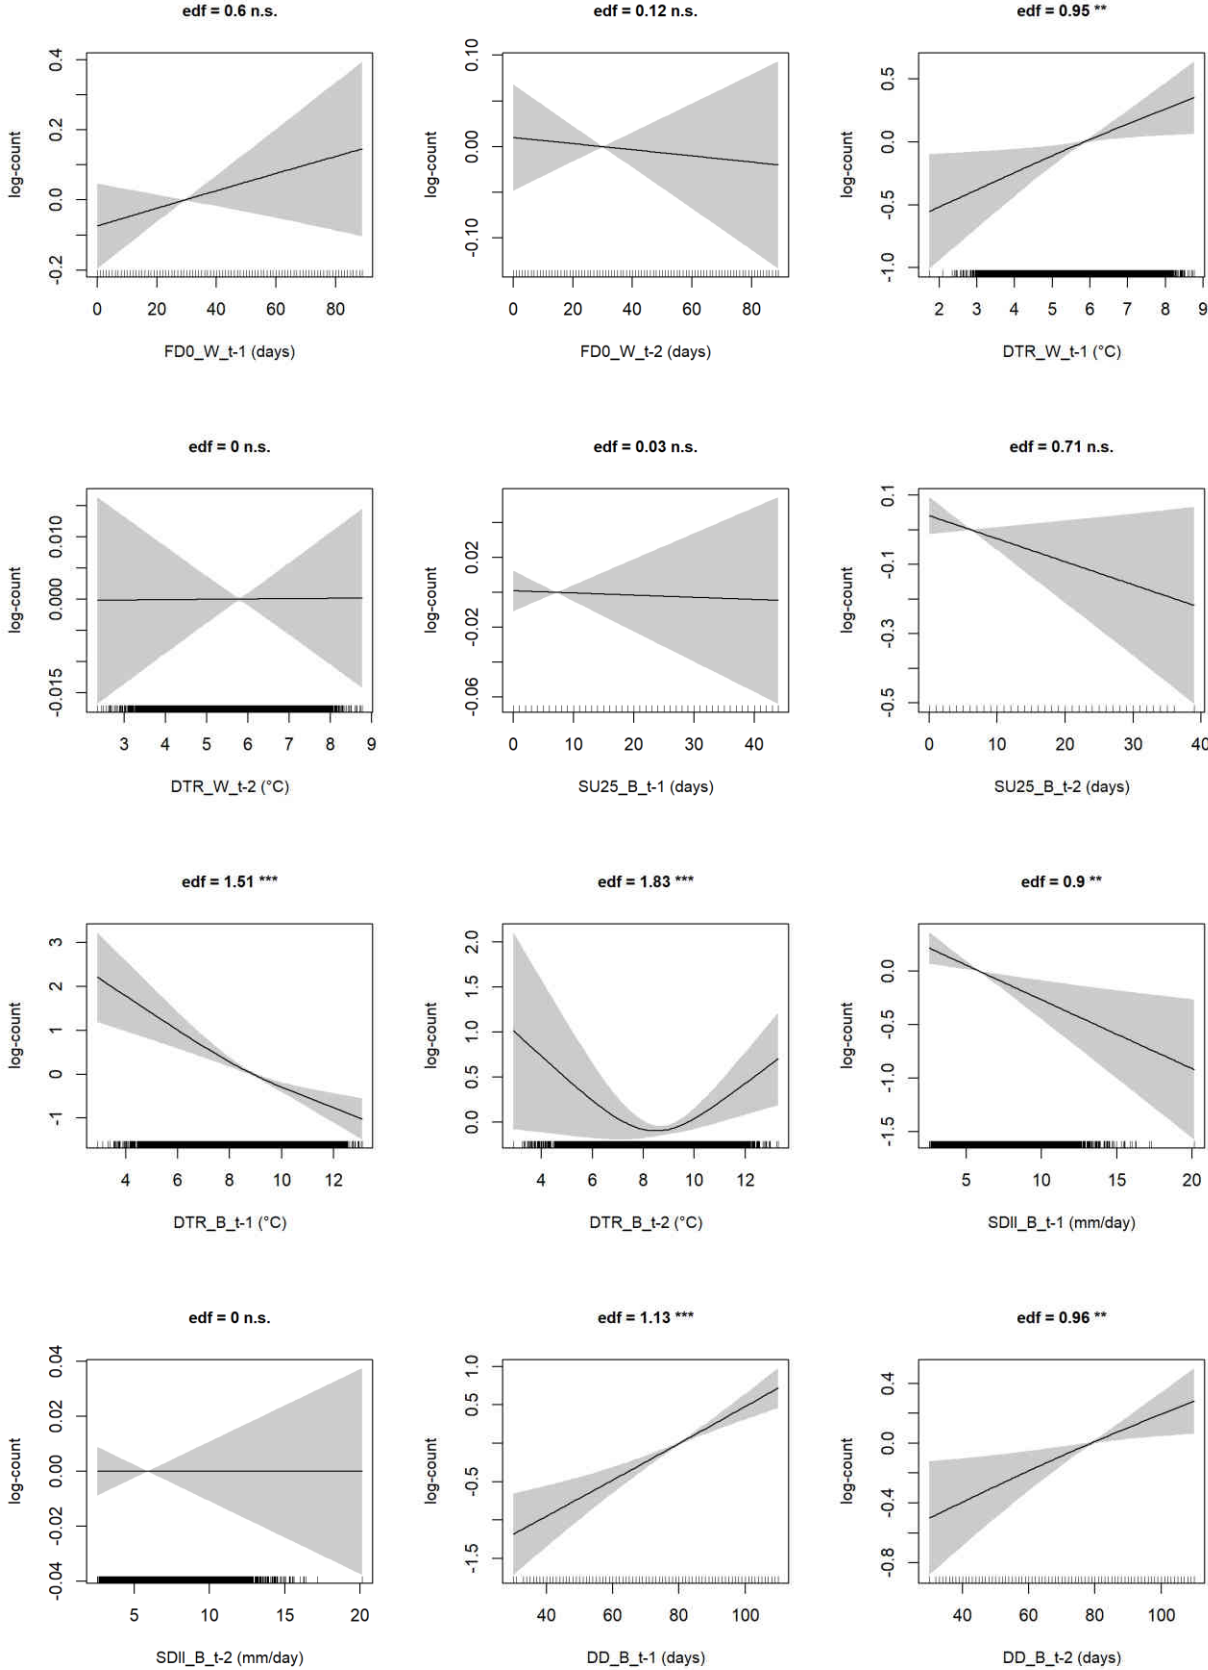 edf = 0.6 n.s.
edf = 0.12 n.s.
edf = 0.95 **
log-count
0.4
0.2
0.0
-0.2
0 20 40 60 80
FD0_W_t-1 (days)
log-count
0.10
0.00
-0.10
0 20 40 60 80
FD0_W_t-2 (days)
log-count
0.5
0.0
-0.5
-1.0
2 3 4 5 6 7 8 9
DTR_W_t-1 (°C)
edf = 0 n.s.
edf = 0.03 n.s.
edf = 0.71 n.s.
log-count
0.010
0.000
-0.015
3 4 5 6 7 8 9
DTR_W_t-2 (°C)
log-count
0.02
-0.02
-0.06
0 10 20 30 40
SU25_B_t-1 (days)
log-count
0.1
-0.1
-0.3
-0.5
0 10 20 30 40
SU25_B_t-2 (days)
edf = 1.51 ***
edf = 1.83 ***
edf = 0.9 **
log-count
3
2
1
0
-1
4 6 8 10 12
DTR_B_t-1 (°C)
log-count
2.0
1.5
1.0
0.5
0.0
4 6 8 10 12
DTR_B_t-2 (°C)
log-count
0.0
-0.5
-1.0
-1.5
5 10 15 20
SDII_B_t-1 (mm/day)
edf = 0 n.s.
edf = 1.13 ***
edf = 0.96 **
log-count
0.04
0.02
0.00
-0.02
-0.04
5 10 15 20
SDII_B_t-2 (mm/day)
log-count
1.0
0.5
-0.5
-1.5
40 60 80 100
DD_B_t-1 (days)
log-count
0.4
0.0
-0.4
-0.8
40 60 80 100
DD_B_t-2 (days)